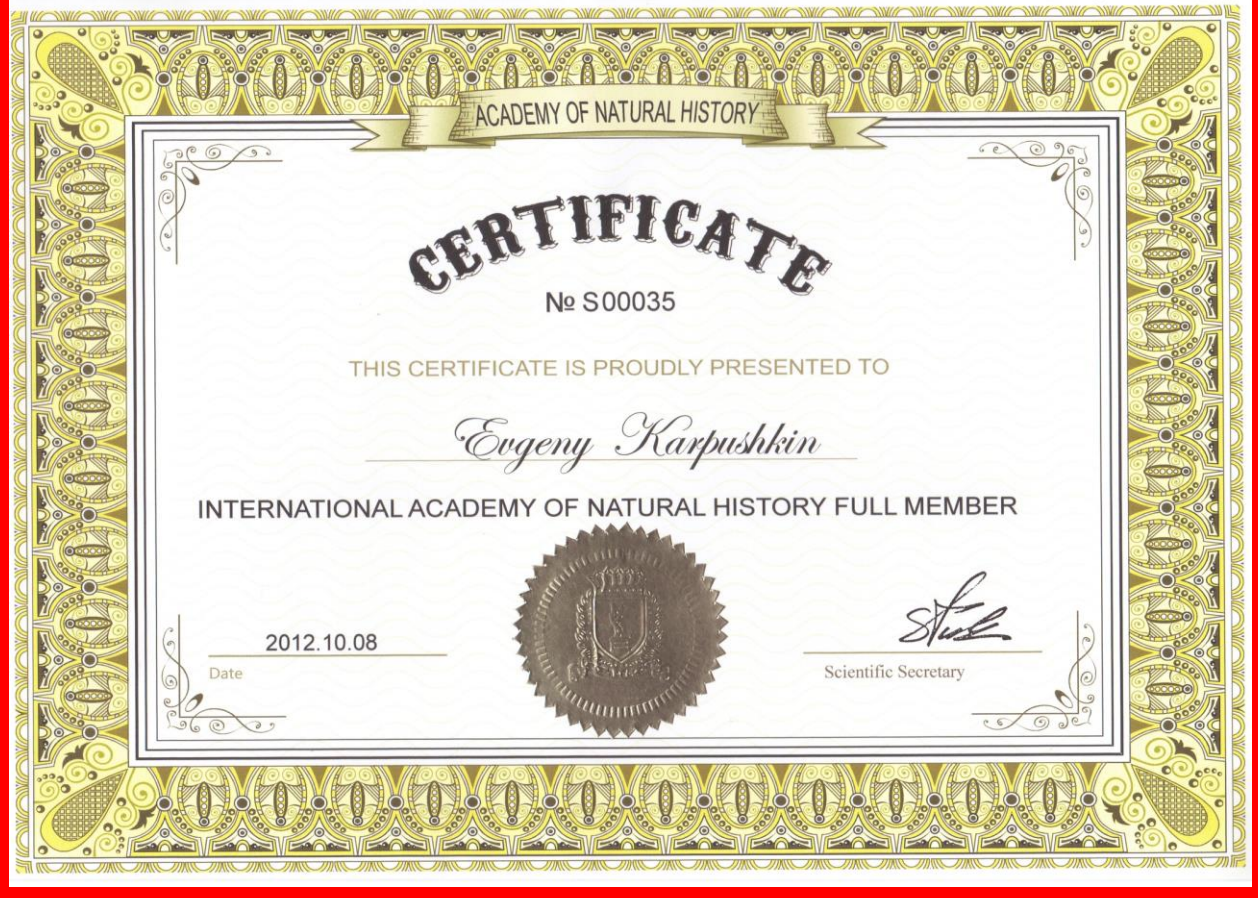 ACADEMY OF NATURAL HISTORY
CERTIFICATE
№ S00035
THIS CERTIFICATE IS PROUDLY PRESENTED TO
Evgeny Karpushkin
INTERNATIONAL ACADEMY OF NATURAL HISTORY FULL MEMBER
2012.10.08
Date
Scientific Secretary